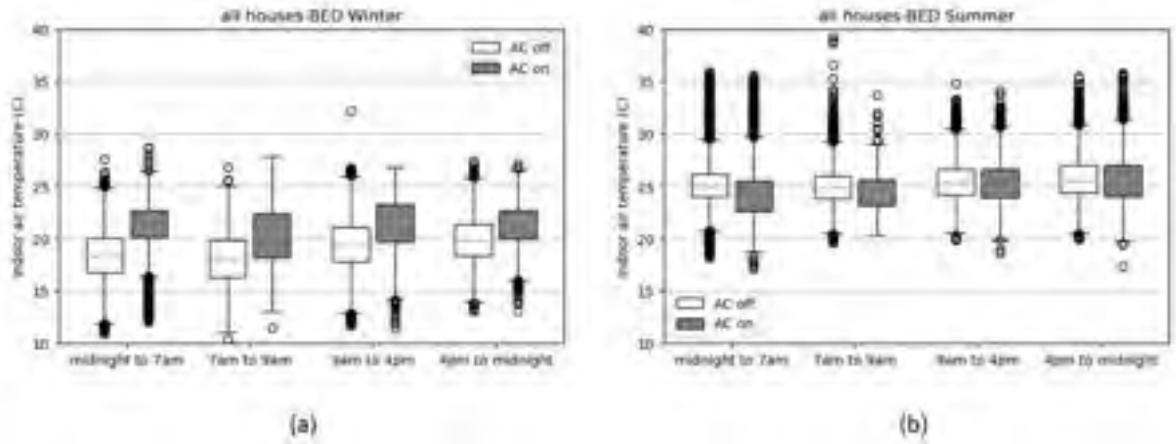 all houses-BED Winter
all houses-BED Summer
40
35
30
25
20
15
10
Indoor air temperature (C)
AC off
AC on
midnight to 7am
7am to 9am
9am to 4pm
4pm to midnight
40
35
30
25
20
15
10
Indoor air temperature (C)
AC off
AC on
midnight to 7am
7am to 9am
9am to 4pm
4pm to midnight
(a)
(b)